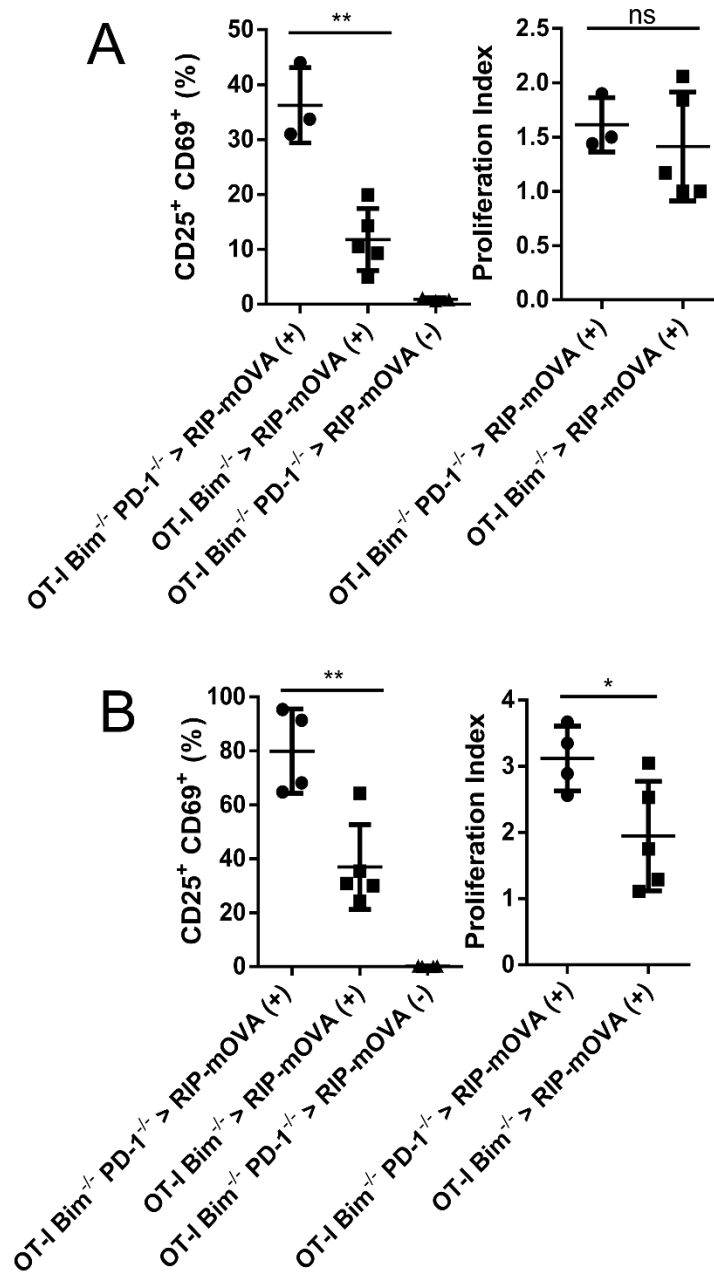 A
**
CD25⁺ CD69⁺ (%)
50
40
30
20
10
0
OT-I Bim⁻/⁻ PD-1⁻/⁻ > RIP-mOVA (+)
OT-I Bim⁻/⁻ > RIP-mOVA (+)
OT-I Bim⁻/⁻ PD-1⁻/⁻ > RIP-mOVA (-)
ns
Proliferation Index
2.5
2.0
1.5
1.0
0.5
0.0
OT-I Bim⁻/⁻ PD-1⁻/⁻ > RIP-mOVA (+)
OT-I Bim⁻/⁻ > RIP-mOVA (+)
B
**
CD25⁺ CD69⁺ (%)
100
80
60
40
20
0
OT-I Bim⁻/⁻ PD-1⁻/⁻ > RIP-mOVA (+)
OT-I Bim⁻/⁻ > RIP-mOVA (+)
OT-I Bim⁻/⁻ PD-1⁻/⁻ > RIP-mOVA (-)
*
Proliferation Index
4
3
2
1
0
OT-I Bim⁻/⁻ PD-1⁻/⁻ > RIP-mOVA (+)
OT-I Bim⁻/⁻ > RIP-mOVA (+)